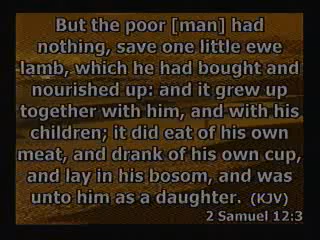 But the poor [man] had
nothing, save one little ewe
lamb, which he had bought and
nourished up: and it grew up
together with him, and with his
children; it did eat of his own
meat, and drank of his own cup,
and lay in his bosom, and was
unto him as a daughter. (KJV)
2 Samuel 12:3